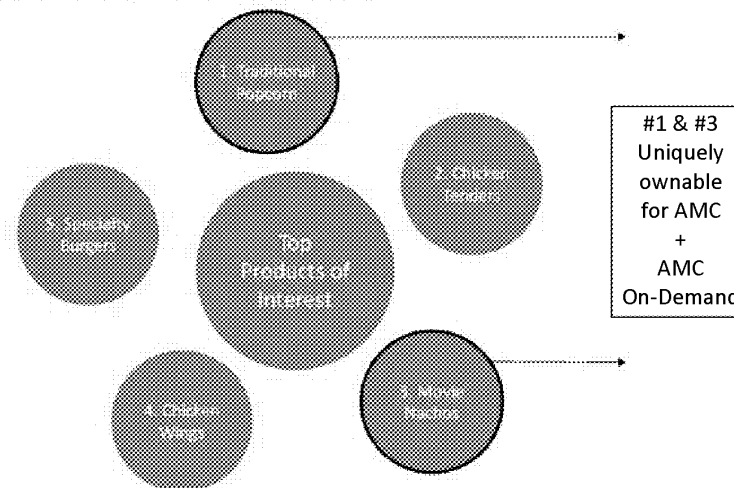 1. Traditional
Popcorn
2. Chicken
Tenders
3. Movie
Nachos
4. Chicken
Wings
5. Specialty
Burgers
Top
Products of
Interest
#1 & #3
Uniquely
ownable
for AMC
+
AMC
On-Demand